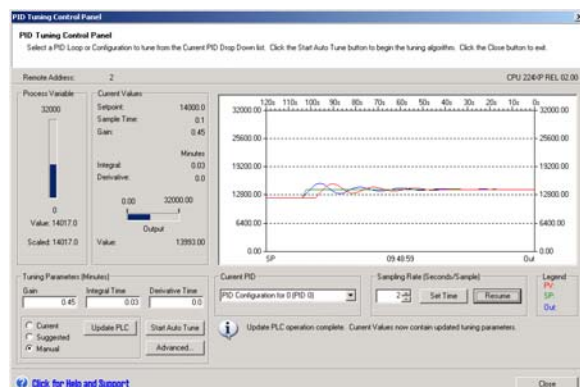 PID Tuning Control Panel
PID Tuning Control Panel
Select a PID Loop or Configuration to tune from the Current PID Drop Down list. Click the Start Auto Tune button to begin the tuning algorithm. Click the Close button to exit.
Remote Address: 2 CPU 224XP REL 02.00
Process Variable
32000
0
Value: 14017.0
Scaled: 14017.0
Current Values
Setpoint: 14000.0
Sample Time: 0.1
Gain: 0.45
Minutes
Integral: 0.03
Derivative: 0.0
0.00 32000.00
Output
Value: 13993.00
120s 110s 100s 90s 80s 70s 60s 50s 40s 30s 20s 10s 0s
32000.00 32000.00
25600.00 25600.00
19200.00 19200.00
12800.00 12800.00
6400.00 6400.00
0.00 0.00
SP 09:48:59 Out
Tuning Parameters (Minutes)
Gain Integral Time Derivative Time
0.45 0.03 0.0
Current
Suggested
Manual
Update PLC
Start Auto Tune
Advanced...
Current PID
PID Configuration for 0 (PID 0)
Sampling Rate (Seconds/Sample)
2 Set Time Resume
Legend
PV:
SP:
Out:
Update PLC operation complete. Current Values now contain updated tuning parameters.
Click for Help and Support
Close